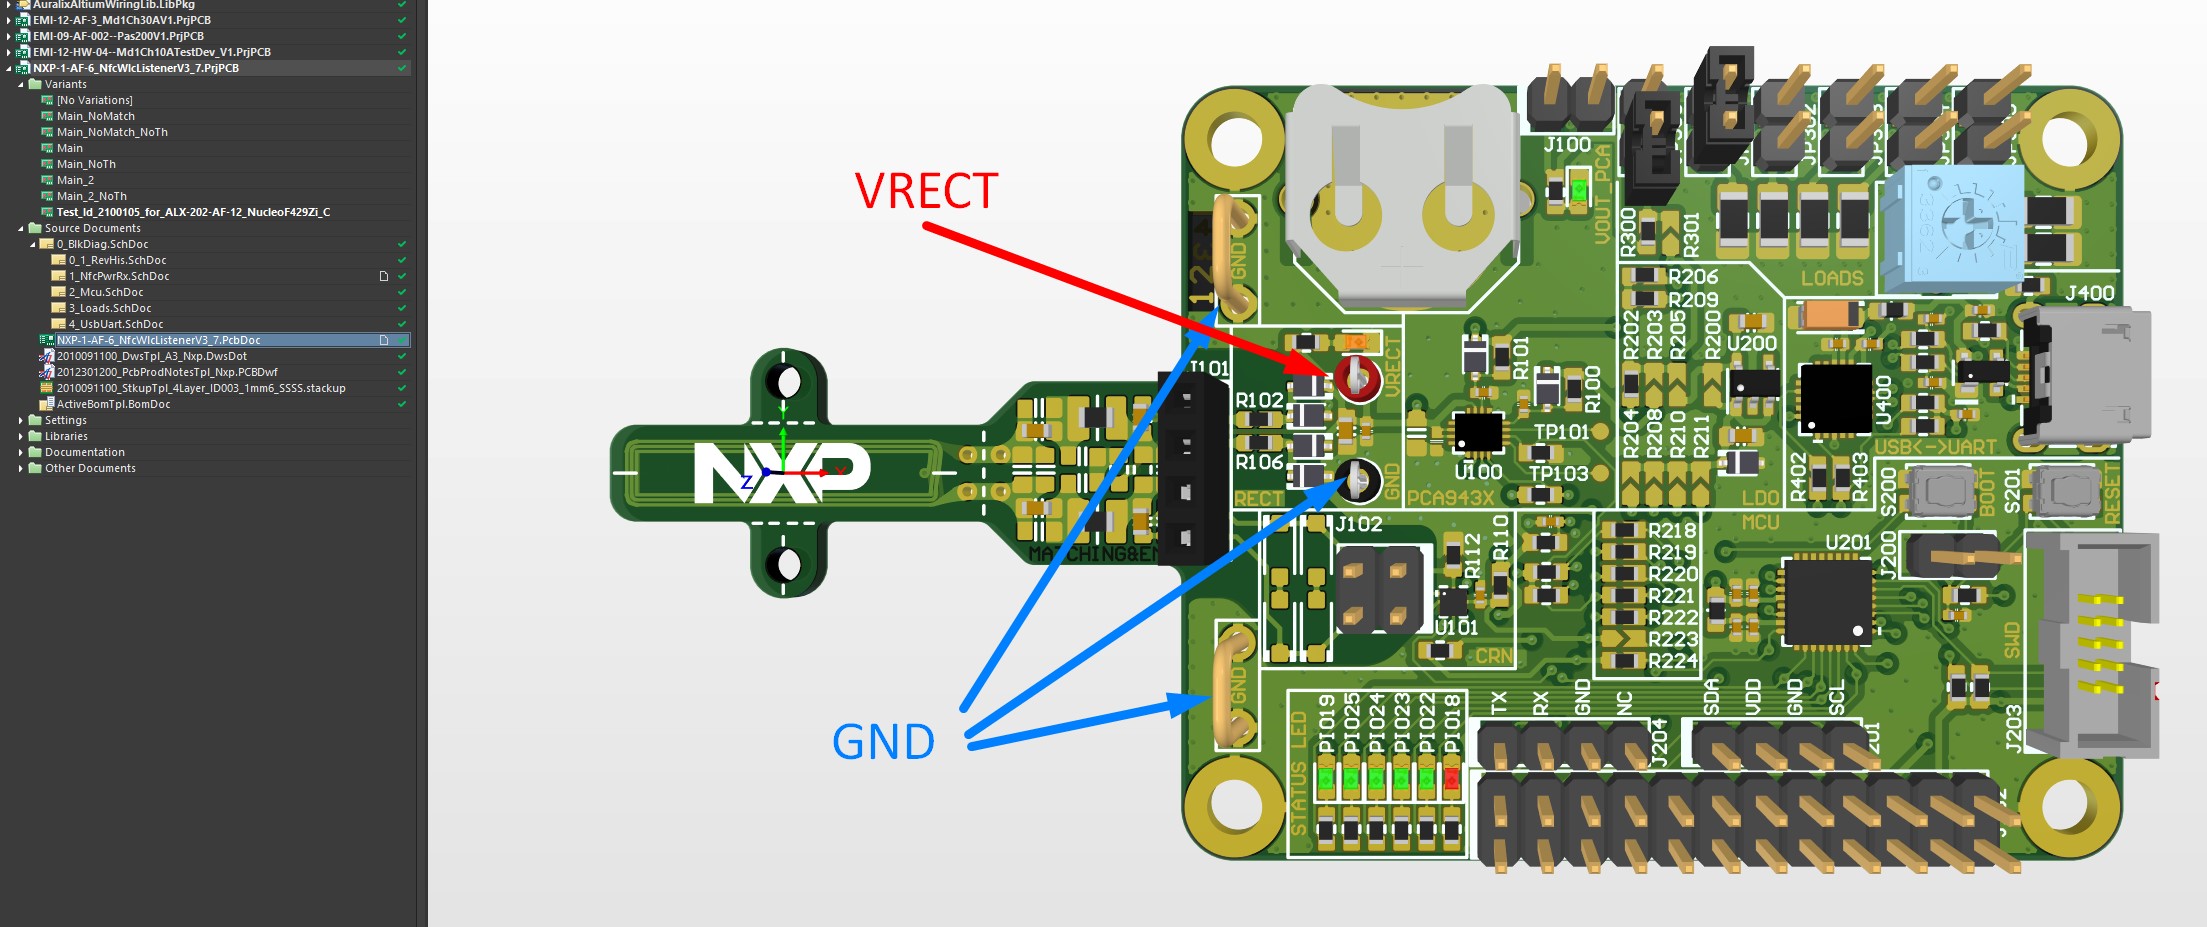 AuralixAltiumWiringLib.LibPkg
EMI-12-AF-3_Md1Ch30AV1.PrjPCB
EMI-09-AF-002--Pas200V1.PrjPCB
EMI-12-HW-04--Md1Ch10ATestDev_V1.PrjPCB
NXP-1-AF-6_NfcWlcListenerV3_7.PrjPCB
Variants
[No Variations]
Main_NoMatch
Main_NoMatch_NoTh
Main
Main_NoTh
Main_2
Main_2_NoTh
Test_Id_2100105_for_ALX-202-AF-12_NucleoF429Zi_C
Source Documents
0_BlkDiag.SchDoc
0_1_RevHis.SchDoc
1_NfcPwrRx.SchDoc
2_Mcu.SchDoc
3_Loads.SchDoc
4_UsbUart.SchDoc
NXP-1-AF-6_NfcWlcListenerV3_7.PcbDoc
2010091100_DwsTpl_A3_Nxp.DwsDot
2012301200_PcbProdNotesTpl_Nxp.PCBDwf
2010091100_StkupTpl_4Layer_ID003_1mm6_SSSS.stackup
ActiveBomTpl.BomDoc
Settings
Libraries
Documentation
Other Documents
VRECT
GND
NXP
Z
X
Y
MATCHING&E
J101
GND
GND
J100
VOUT_PCA
R300
R301
LOADS
3362
J400
R206
R209
R202
R203
R205
R200
U200
VRECT
R102
R106
RECT
GND
PCA943X
R101
R100
U100
TP101
TP103
R204
R208
R210
R211
LDO
MCU
U400
USB<->UART
R402
R403
S200
BOOT
S201
RESET
J102
R112
R110
U101
CRN
R218
R219
R220
R221
R222
R223
R224
U201
J200
SWD
J203
TX
RX
GND
NC
J204
SDA
VDD
GND
SCL
201
STATUS LED
PIO19
PIO25
PIO24
PIO23
PIO22
PIO18